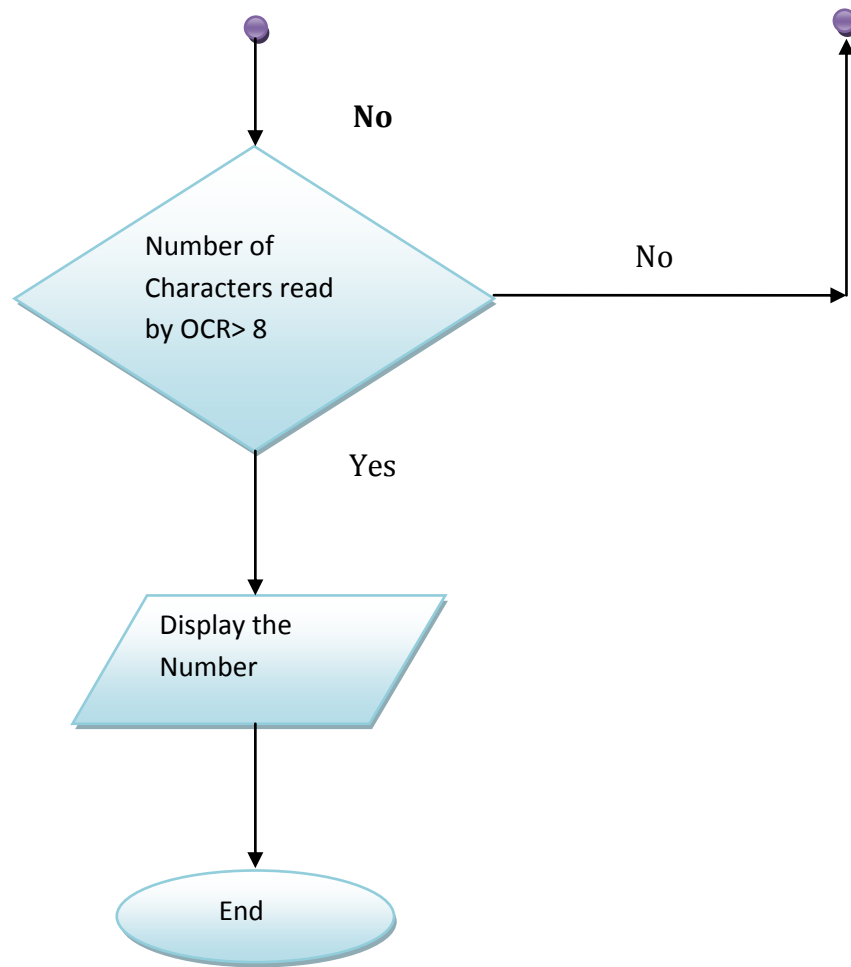 No
Number of
Characters read
by OCR> 8
No
Yes
Display the
Number
End